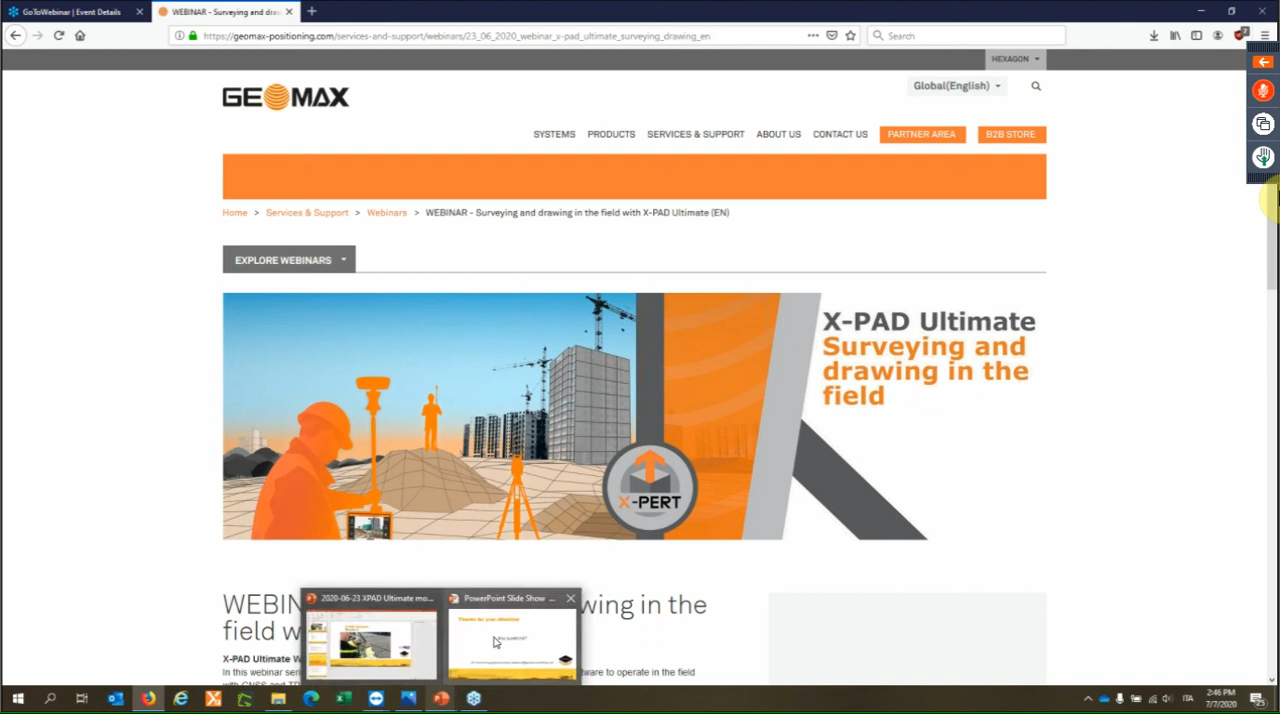 GoToWebinar | Event Details
WEBINAR - Surveying and draw
https://geomax-positioning.com/services-and-support/webinars/23_06_2020_webinar_x-pad_ultimate_surveying_drawing_en
Search
HEXAGON
GEOMAX
Global(English)
SYSTEMS
PRODUCTS
SERVICES & SUPPORT
ABOUT US
CONTACT US
PARTNER AREA
B2B STORE
Home > Services & Support > Webinars > WEBINAR - Surveying and drawing in the field with X-PAD Ultimate (EN)
EXPLORE WEBINARS
X-PAD Ultimate
Surveying and
drawing in the
field
X-PERT
2020-06-23 XPAD Ultimate mo...
PowerPoint Slide Show ...
Thanks for your attention
WEBIN
wing in the
field w
X-PAD Ultimate W
In this webinar seri
ware to operate in the field
ITA
2:46 PM
7/7/2020
25